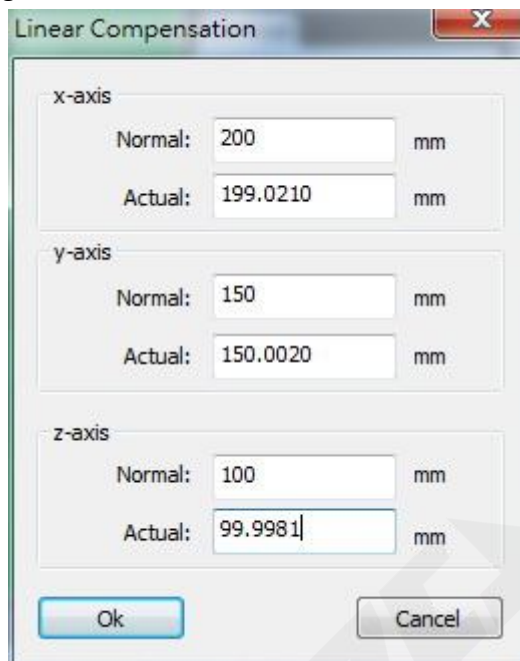 Linear Compensation
x-axis
Normal: 200 mm
Actual: 199.0210 mm
y-axis
Normal: 150 mm
Actual: 150.0020 mm
z-axis
Normal: 100 mm
Actual: 99.9981 mm
Ok Cancel